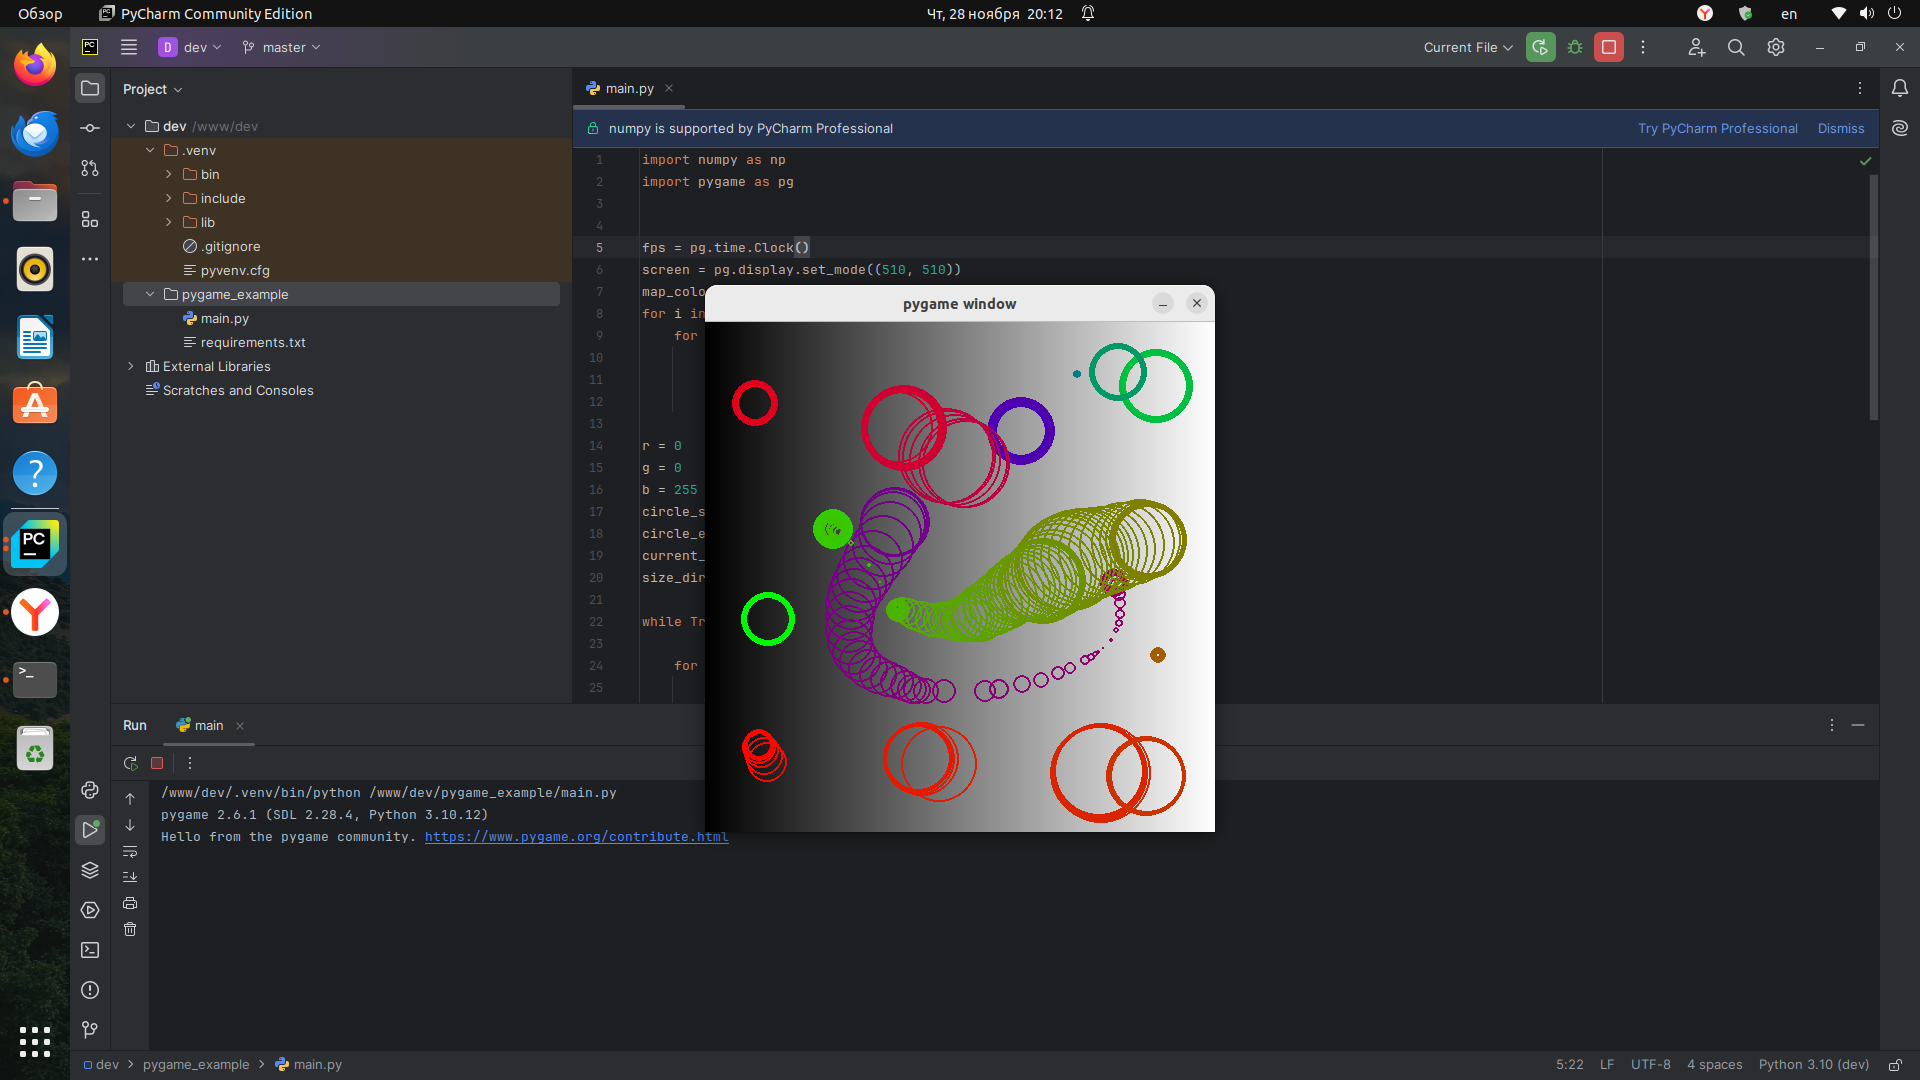 Обзор
PyCharm Community Edition
Чт, 28 ноября 20:12
en
PC
D
dev
master
Current File
Project
main.py
dev /www/dev
.venv
bin
include
lib
.gitignore
pyvenv.cfg
pygame_example
main.py
requirements.txt
External Libraries
Scratches and Consoles
numpy is supported by PyCharm Professional
Try PyCharm Professional
Dismiss
1 import numpy as np
2 import pygame as pg
3
4
5 fps = pg.time.Clock()
6 screen = pg.display.set_mode((510, 510))
7 map_colo
8 for i in
9 for
10
11
12
13
14 r = 0
15 g = 0
16 b = 255
17 circle_s
18 circle_e
19 current_
20 size_dir
21
22 while Tr
23
24 for
25
pygame window
Run
main
/www/dev/.venv/bin/python /www/dev/pygame_example/main.py
pygame 2.6.1 (SDL 2.28.4, Python 3.10.12)
Hello from the pygame community. https://www.pygame.org/contribute.html
dev > pygame_example > main.py
5:22
LF
UTF-8
4 spaces
Python 3.10 (dev)